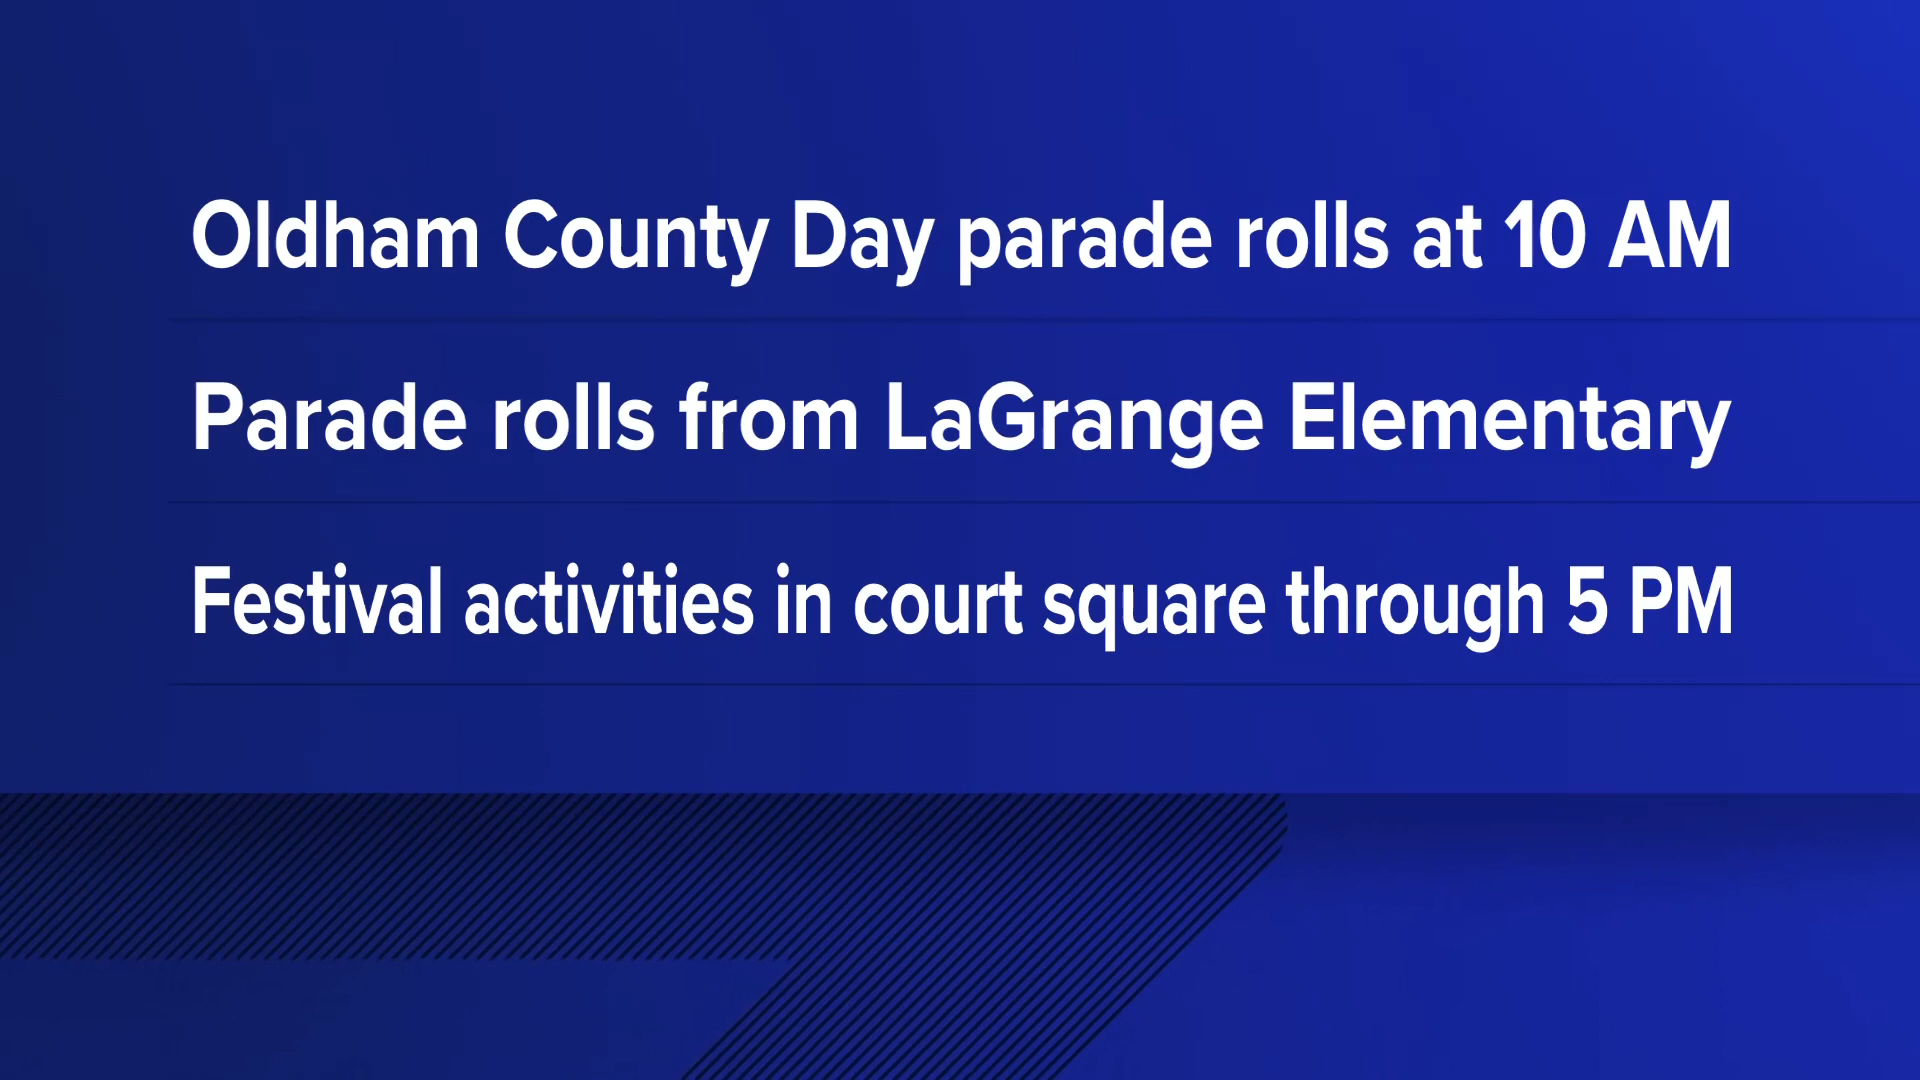 Oldham County Day parade rolls at 10 AM
Parade rolls from LaGrange Elementary
Festival activities in court square through 5 PM